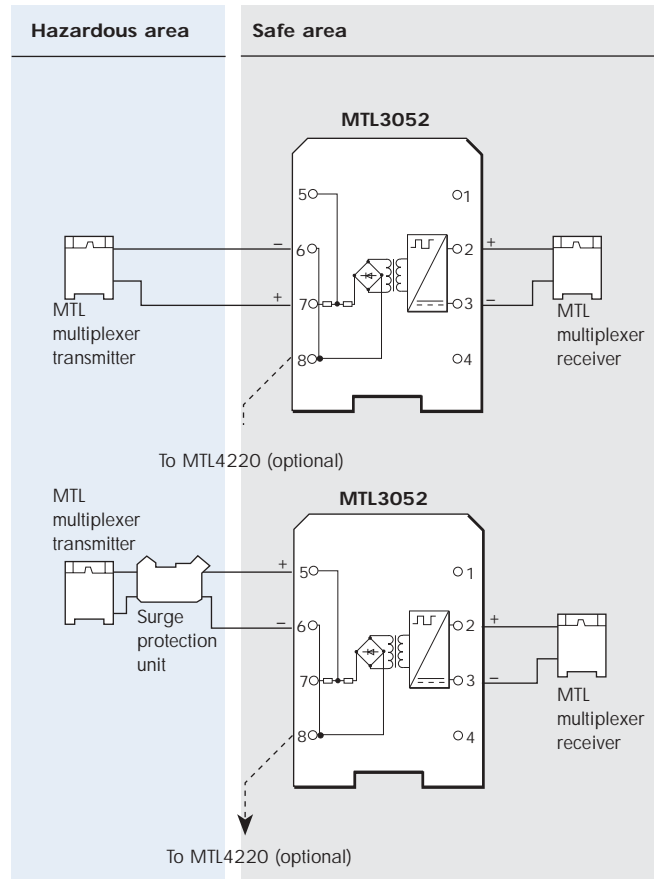 Hazardous area
Safe area
MTL3052
5
1
–
6
2
+
+
7
3
–
MTL
multiplexer
transmitter
MTL
multiplexer
receiver
8
4
To MTL4220 (optional)
MTL3052
MTL
multiplexer
transmitter
+
5
1
Surge
protection
unit
–
6
2
+
7
3
–
MTL
multiplexer
receiver
8
4
To MTL4220 (optional)